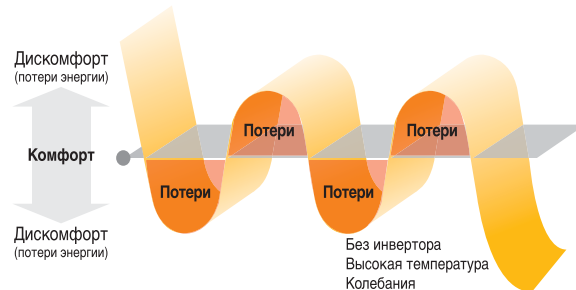 Дискомфорт
(потери энергии)
Комфорт
Дискомфорт
(потери энергии)
Потери
Потери
Потери
Потери
Без инвертора
Высокая температура
Колебания